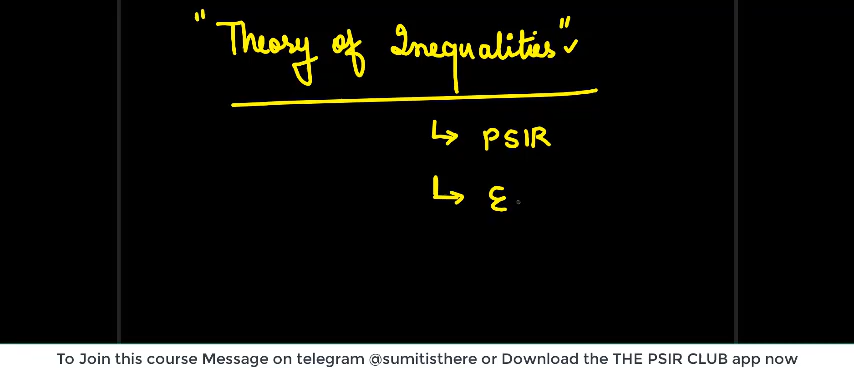 "Theory of Inequalities"
↳ PSIR
↳ E
To Join this course Message on telegram @sumitisthere or Download the THE PSIR CLUB app now